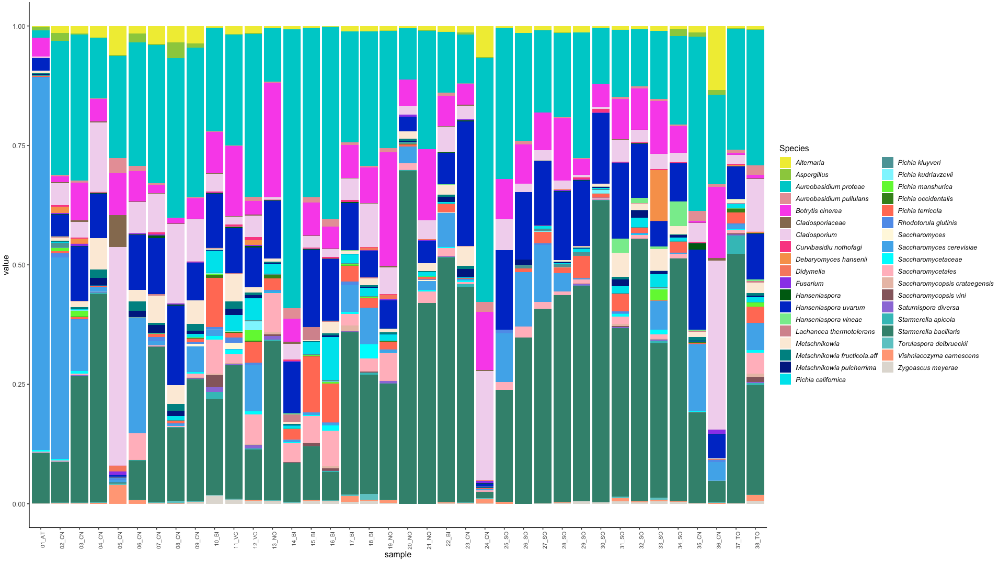 1.00
0.75
0.50
0.25
0.00
value
01_AT
02_CN
03_CN
04_CN
05_CN
06_CN
07_CN
08_CN
09_CN
10_BI
11_VC
12_VC
13_NO
14_BI
15_BI
16_BI
17_BI
18_BI
19_NO
20_NO
21_NO
22_BI
23_CN
24_CN
25_SO
26_SO
27_SO
28_SO
29_SO
30_SO
31_SO
32_SO
33_SO
34_SO
35_CN
36_CN
37_TO
38_TO
sample
Species
Alternaria
Aspergillus
Aureobasidium proteae
Aureobasidium pullulans
Botrytis cinerea
Cladosporiaceae
Cladosporium
Curvibasidiu nothofagi
Debaryomyces hansenii
Didymella
Fusarium
Hanseniaspora
Hanseniaspora uvarum
Hanseniaspora vineae
Lachancea thermotolerans
Metschnikowia
Metschnikowia fructicola.aff
Metschnikowia pulcherrima
Pichia californica
Pichia kluyveri
Pichia kudriavzevii
Pichia manshurica
Pichia occidentalis
Pichia terricola
Rhodotorula glutinis
Saccharomyces
Saccharomyces cerevisiae
Saccharomycetaceae
Saccharomycetales
Saccharomycopsis crataegensis
Saccharomycopsis vini
Saturnispora diversa
Starmerella apicola
Starmerella bacillaris
Torulaspora delbrueckii
Vishniacozyma carnescens
Zygoascus meyerae